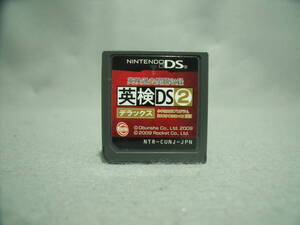 NINTENDO DS
英検DS2
デラックス
©Obunsha Co., Ltd. 2009
©2009 Rocket Co., Ltd.
NTR-CUNJ-JPN